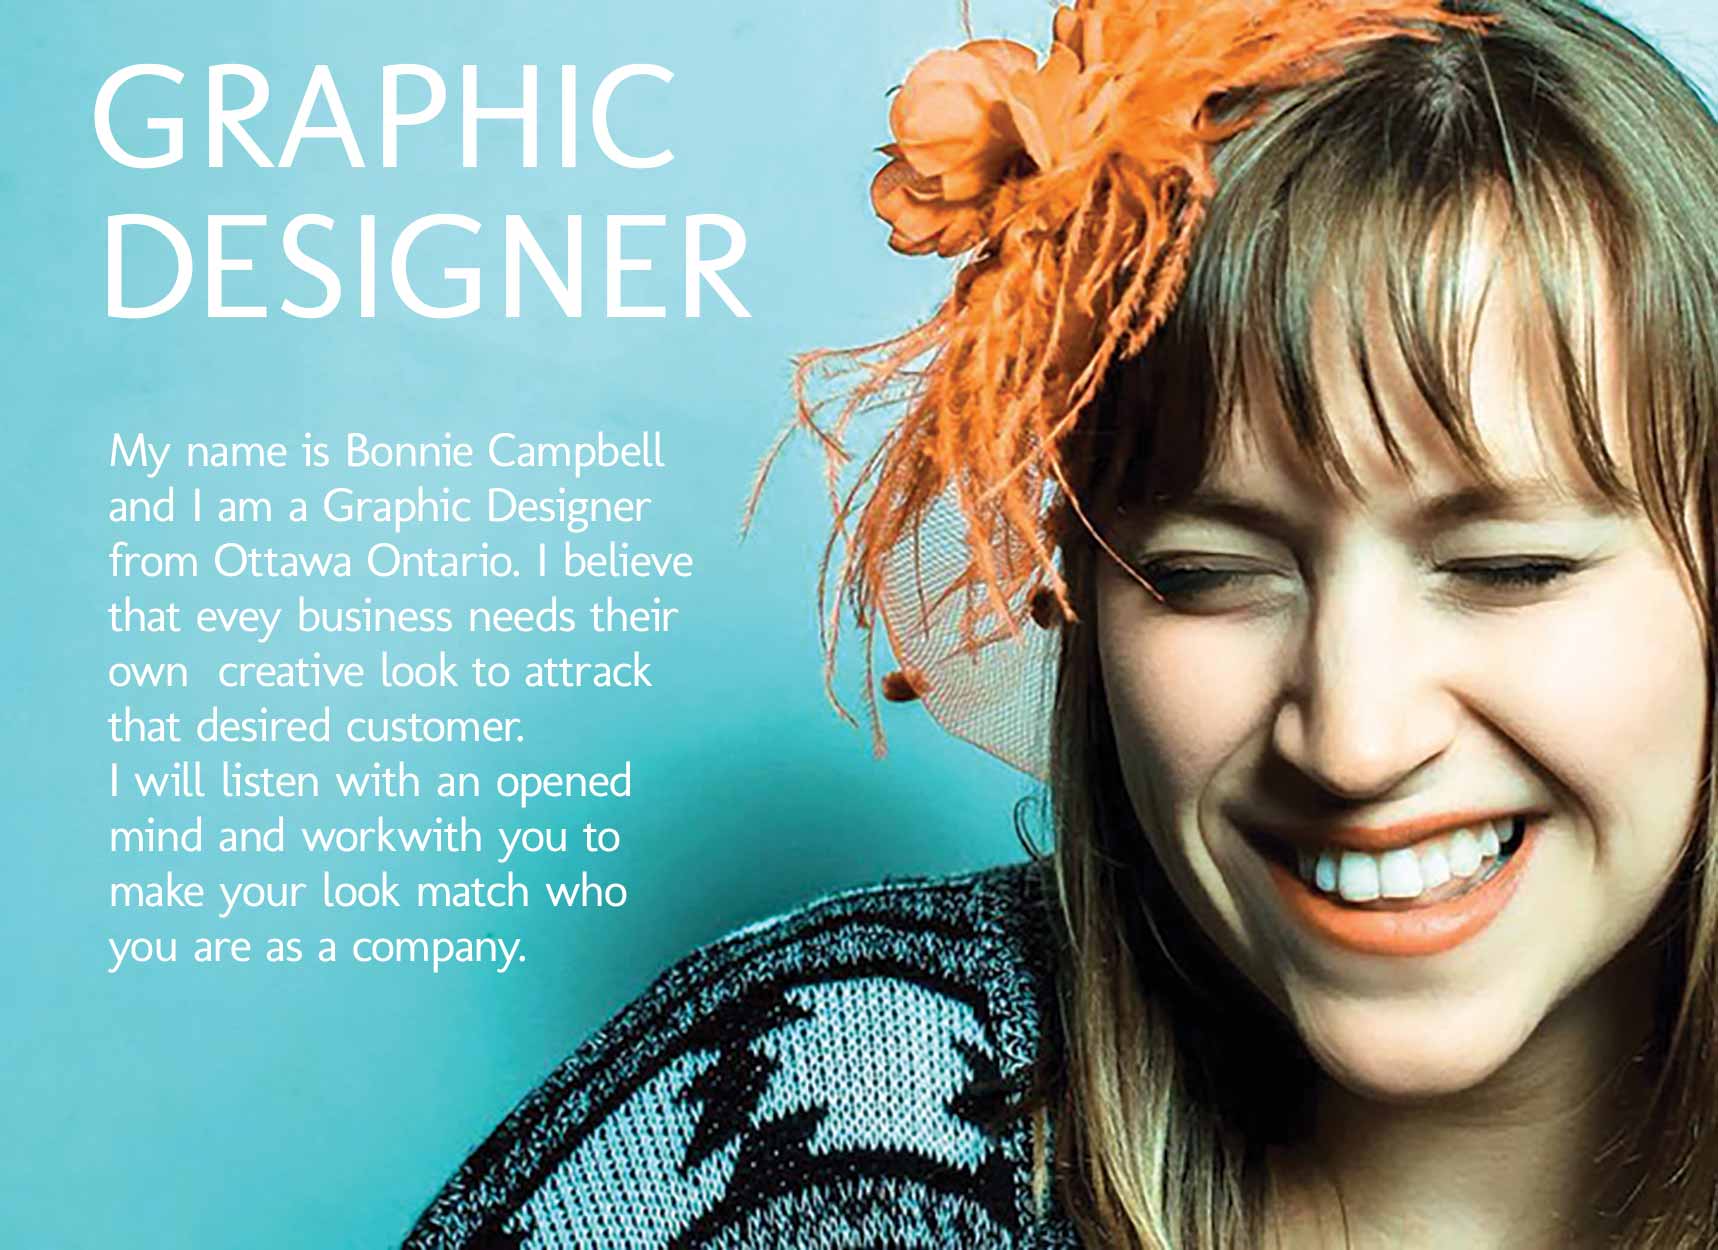 GRAPHIC
DESIGNER
My name is Bonnie Campbell
and I am a Graphic Designer
from Ottawa Ontario. I believe
that evey business needs their
own  creative look to attrack
that desired customer.
I will listen with an opened
mind and workwith you to
make your look match who
you are as a company.